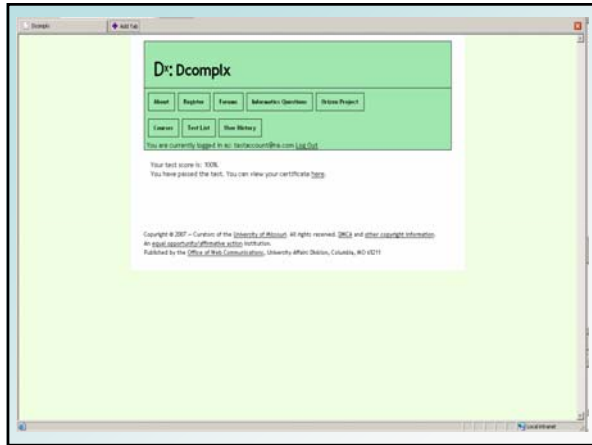 Dcomplx
Add Tab
Dx: Dcomplx
About Register Forums Informatics Questions Drizzo Project
Courses Test List User History
You are currently logged in as: testaccount@na.com Log Out
Your test score is: 100%.
You have passed the test. You can view your certificate here.
Copyright © 2007 — Curators of the University of Missouri. All rights reserved. DMCA and other copyright information.
An equal opportunity/affirmative action institution.
Published by the Office of Web Communications, University Affairs Division, Columbia, MO 65211
Local intranet